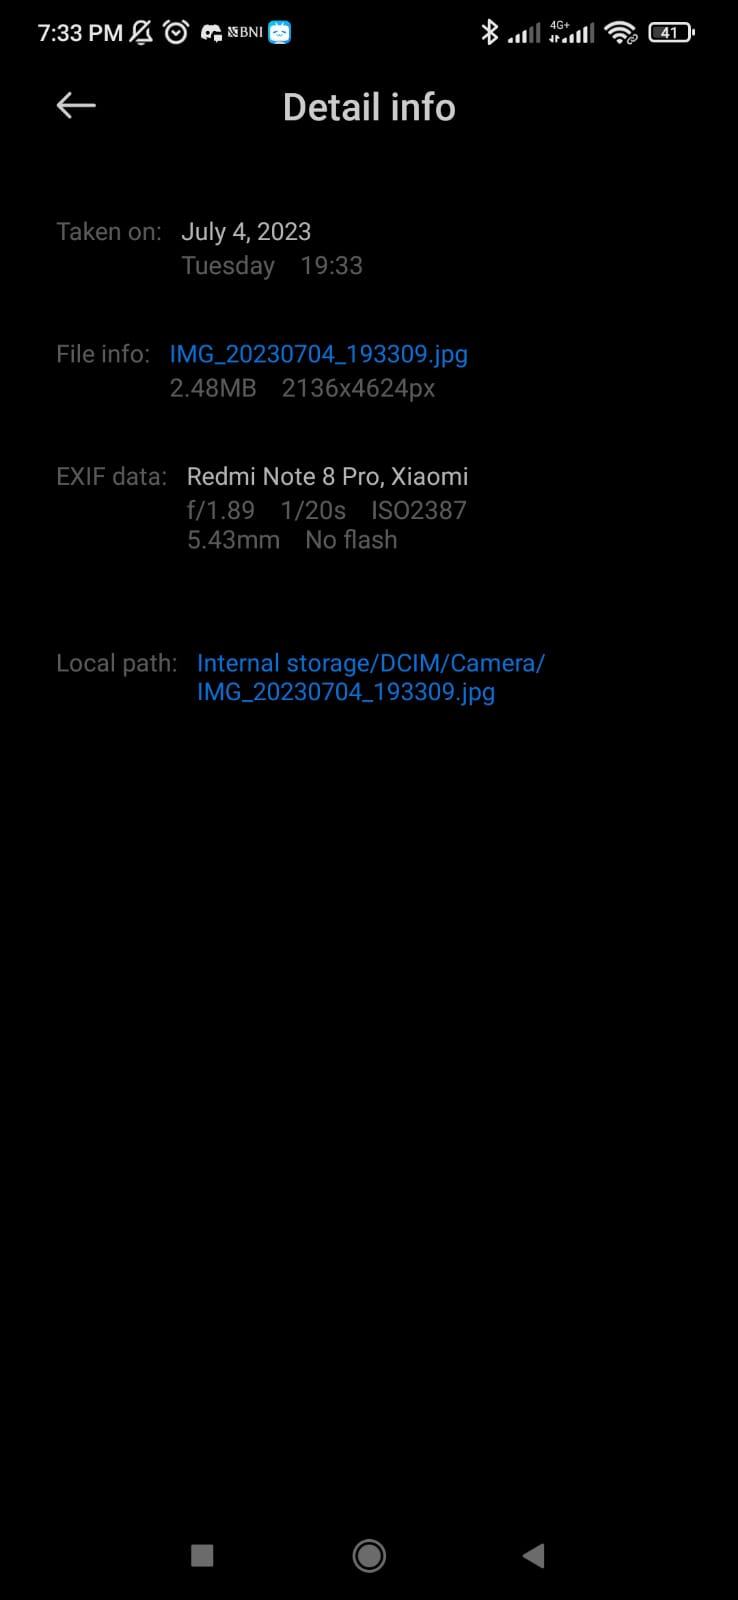 7:33 PM BNI 4G+ 41
Detail info
Taken on: July 4, 2023
Tuesday 19:33
File info: IMG_20230704_193309.jpg
2.48MB 2136x4624px
EXIF data: Redmi Note 8 Pro, Xiaomi
f/1.89 1/20s ISO2387
5.43mm No flash
Local path: Internal storage/DCIM/Camera/
IMG_20230704_193309.jpg